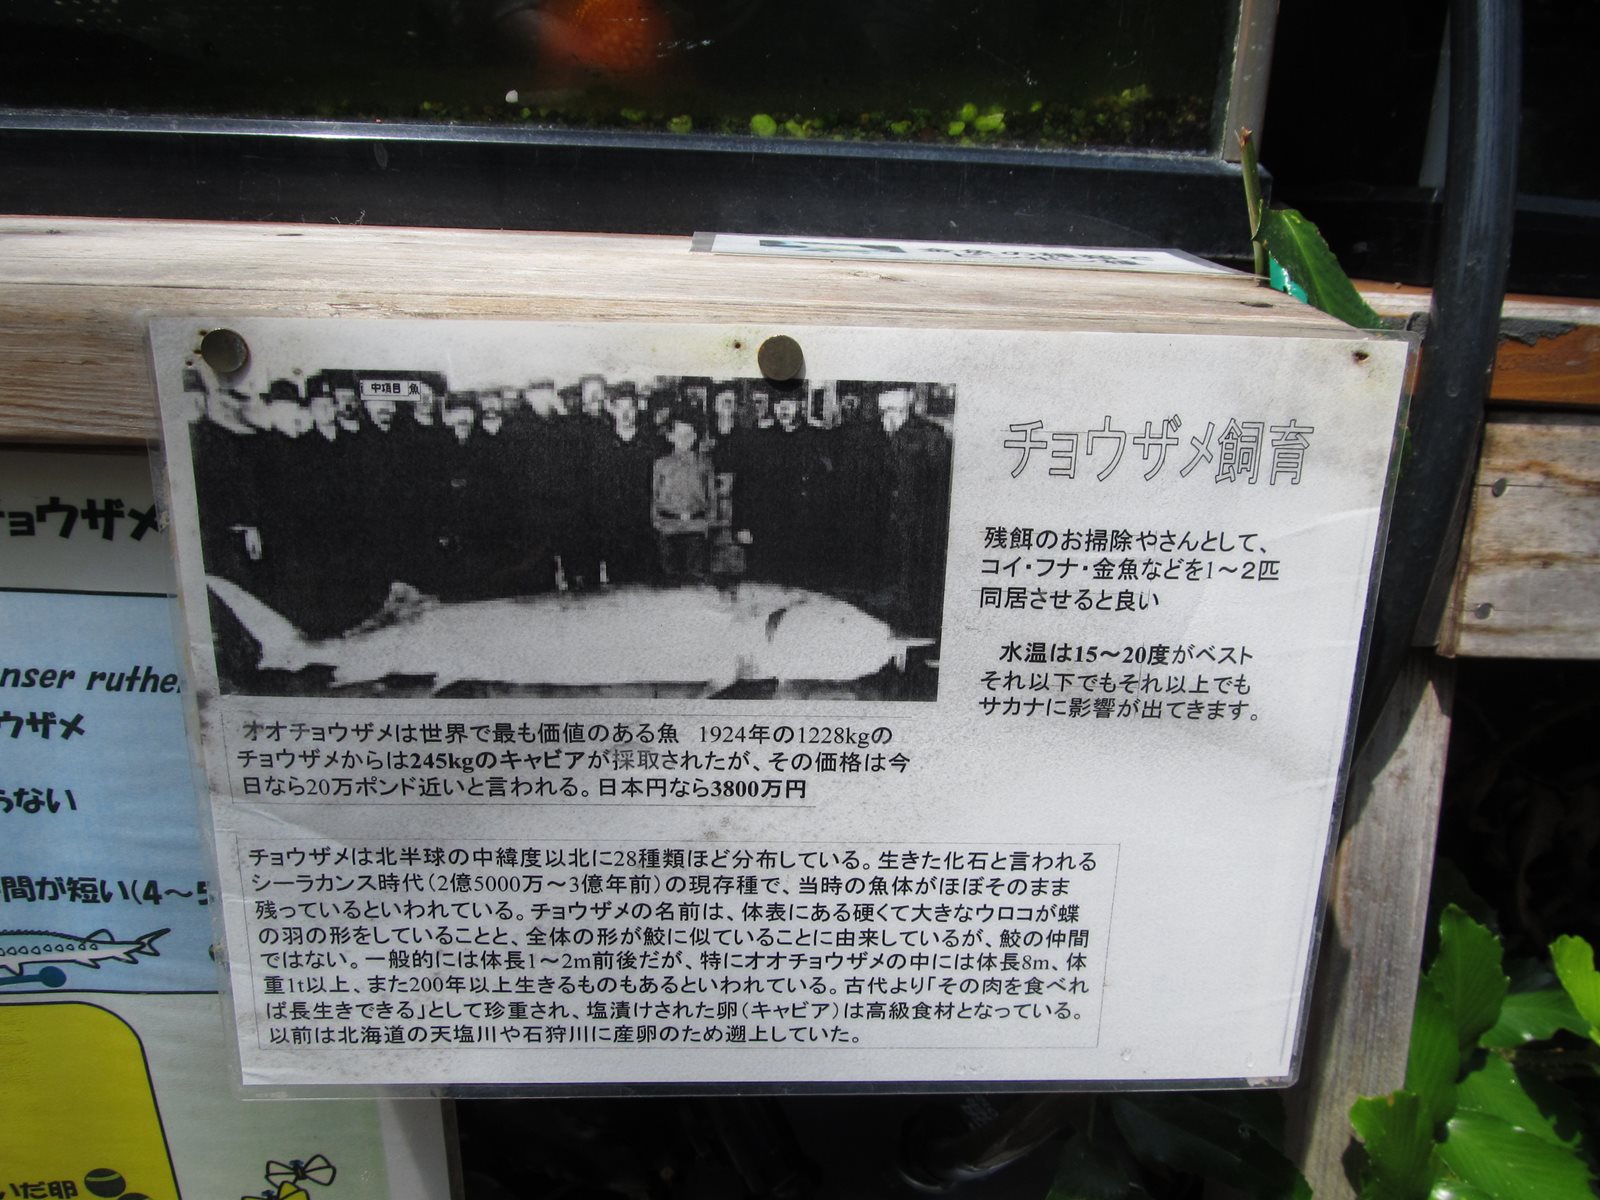 中項目 魚
チョウザメ飼育
残餌のお掃除やさんとして、
コイ・フナ・金魚などを1～2匹
同居させると良い
水温は15～20度がベスト
それ以下でもそれ以上でも
サカナに影響が出てきます。
オオチョウザメは世界で最も価値のある魚 1924年の1228kgの
チョウザメからは245kgのキャビアが採取されたが、その価格は今
日なら20万ポンド近いと言われる。日本円なら3800万円
チョウザメは北半球の中緯度以北に28種類ほど分布している。生きた化石と言われる
シーラカンス時代（2億5000万～3億年前）の現存種で、当時の魚体がほぼそのまま
残っているといわれている。チョウザメの名前は、体表にある硬くて大きなウロコが蝶
の羽の形をしていることと、全体の形が鮫に似ていることに由来しているが、鮫の仲間
ではない。一般的には体長1～2m前後だが、特にオオチョウザメの中には体長8m、体
重1t以上、また200年以上生きるものもあるといわれている。古代より「その肉を食べれ
ば長生きできる」として珍重され、塩漬けされた卵（キャビア）は高級食材となっている。
以前は北海道の天塩川や石狩川に産卵のため遡上していた。
ョウザメ
nser ruthe
ウザメ
らない
間が短い(4～5
いだ卵